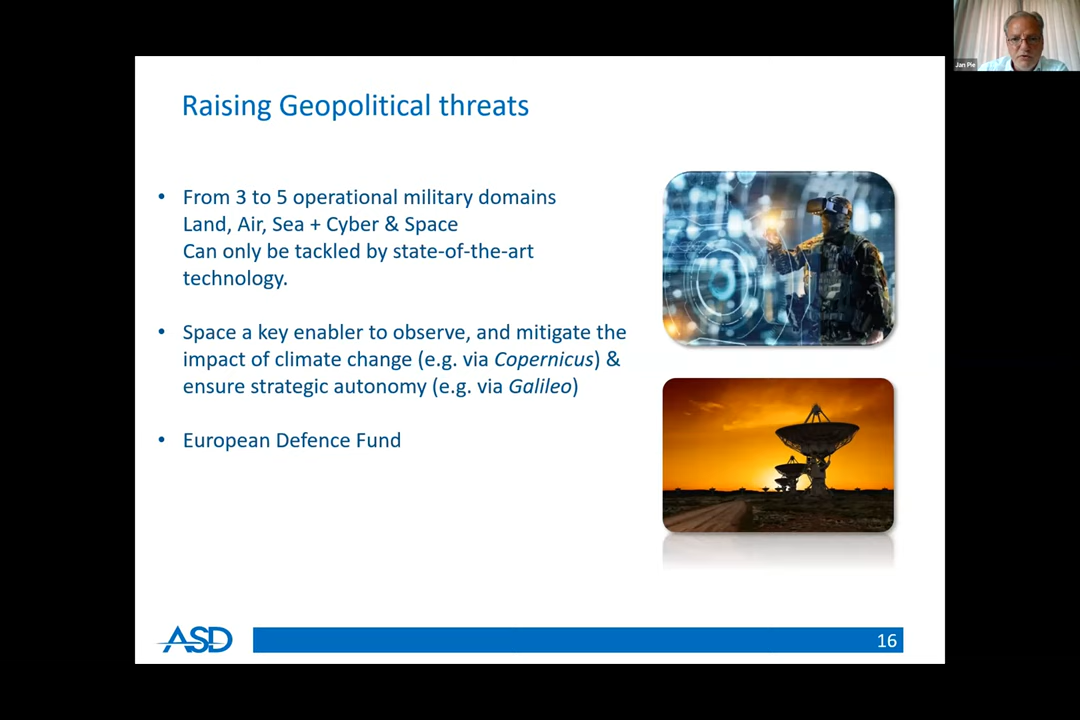 Jan Pie
Raising Geopolitical threats
• From 3 to 5 operational military domains
Land, Air, Sea + Cyber & Space
Can only be tackled by state-of-the-art
technology.
• Space a key enabler to observe, and mitigate the
impact of climate change (e.g. via Copernicus) &
ensure strategic autonomy (e.g. via Galileo)
• European Defence Fund
ASD
16